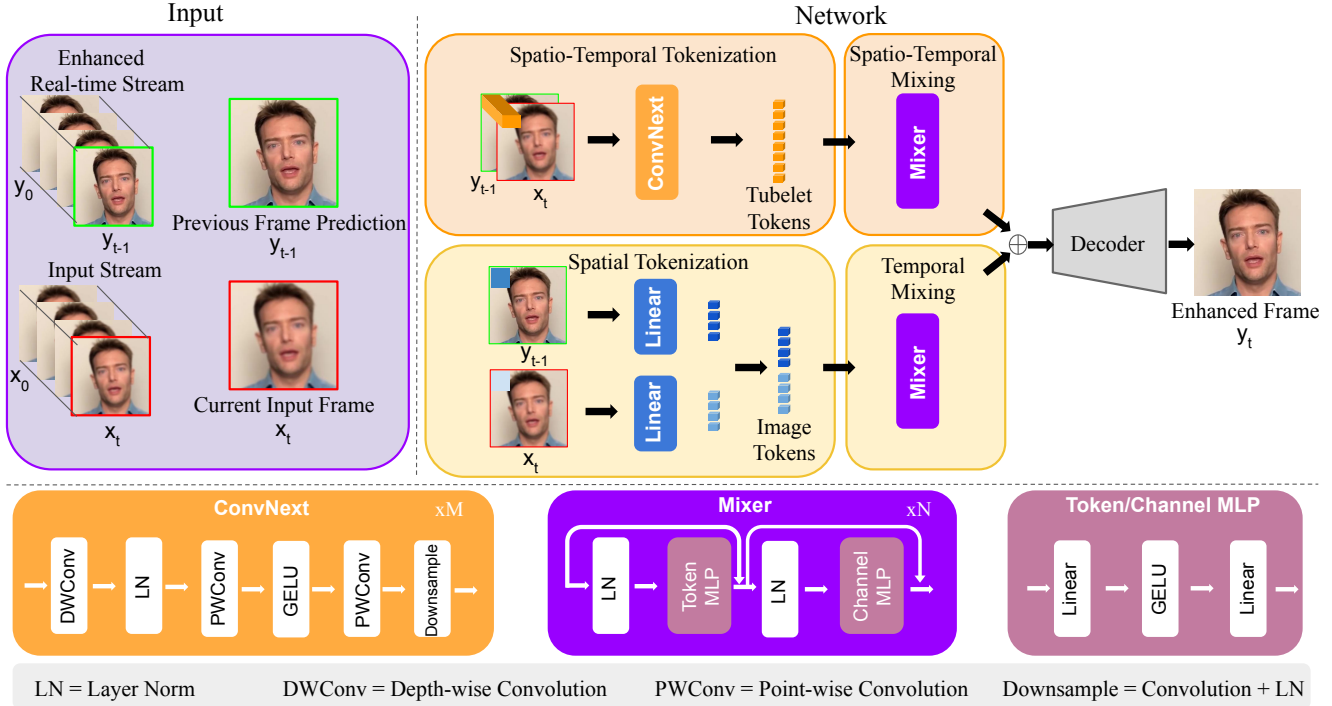 Input
Network
Enhanced
Real-time Stream
y0
yt-1
Previous Frame Prediction
yt-1
Input Stream
x0
xt
Current Input Frame
xt
Spatio-Temporal Tokenization
yt-1
xt
ConvNext
Tubelet
Tokens
Spatio-Temporal
Mixing
Mixer
Spatial Tokenization
yt-1
Linear
xt
Linear
Image
Tokens
Temporal
Mixing
Mixer
Decoder
Enhanced Frame
yt
ConvNext
xM
DWConv
LN
PWConv
GELU
PWConv
Downsample
Mixer
xN
LN
Token
MLP
LN
Channel
MLP
Token/Channel MLP
Linear
GELU
Linear
LN = Layer Norm
DWConv = Depth-wise Convolution
PWConv = Point-wise Convolution
Downsample = Convolution + LN